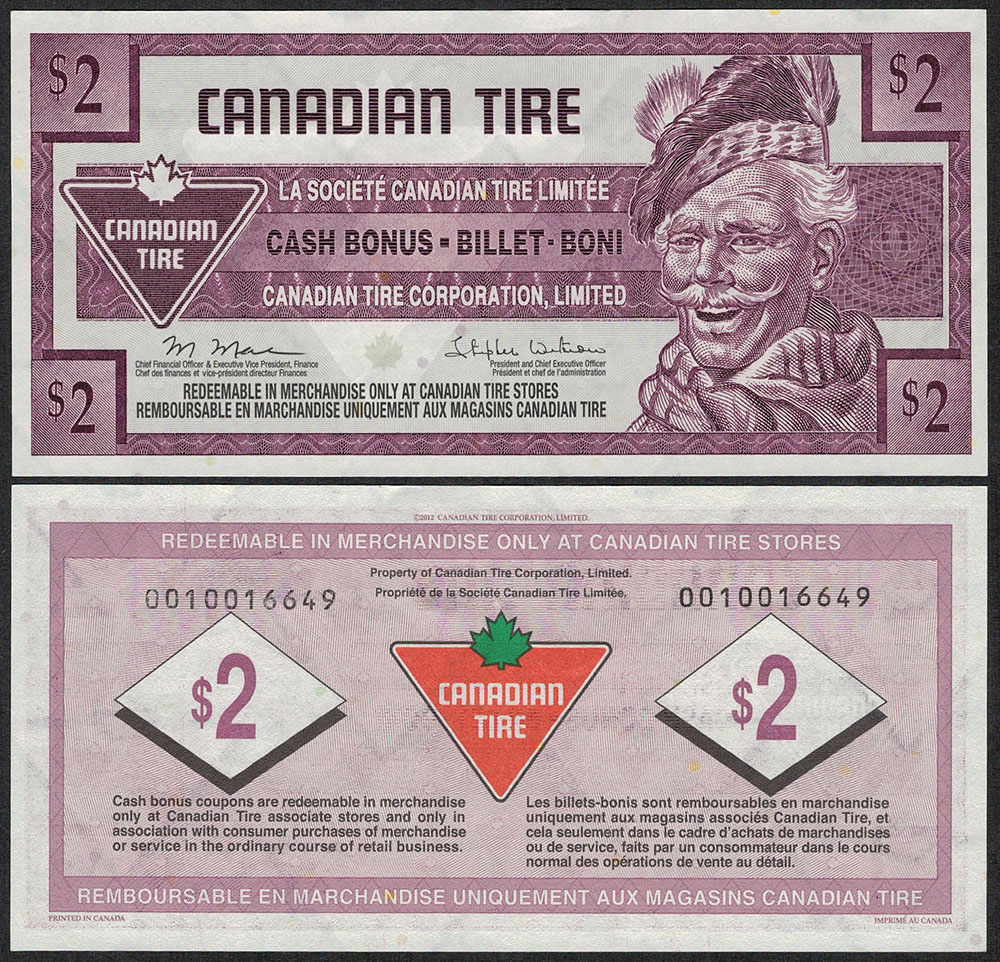 $2
$2
CANADIAN TIRE
LA SOCIÉTÉ CANADIAN TIRE LIMITÉE
CANADIAN
TIRE
CASH BONUS - BILLET - BONI
CANADIAN TIRE CORPORATION, LIMITED
Chief Financial Officer & Executive Vice President, Finance
Chef des finances et vice-président directeur Finances
President and Chief Executive Officer
Président et chef de l'administration
REDEEMABLE IN MERCHANDISE ONLY AT CANADIAN TIRE STORES
REMBOURSABLE EN MARCHANDISE UNIQUEMENT AUX MAGASINS CANADIAN TIRE
$2
$2
©2012 CANADIAN TIRE CORPORATION, LIMITED.
REDEEMABLE IN MERCHANDISE ONLY AT CANADIAN TIRE STORES
Property of Canadian Tire Corporation, Limited.
Propriété de la Société Canadian Tire Limitée.
0010016649
0010016649
$2
CANADIAN
TIRE
$2
Cash bonus coupons are redeemable in merchandise
only at Canadian Tire associate stores and only in
association with consumer purchases of merchandise
or service in the ordinary course of retail business.
Les billets-bonis sont remboursables en marchandise
uniquement aux magasins associés Canadian Tire, et
cela seulement dans le cadre d'achats de marchandises
ou de service, faits par un consommateur dans le cours
normal des opérations de vente au détail.
REMBOURSABLE EN MARCHANDISE UNIQUEMENT AUX MAGASINS CANADIAN TIRE
PRINTED IN CANADA
IMPRIMÉ AU CANADA